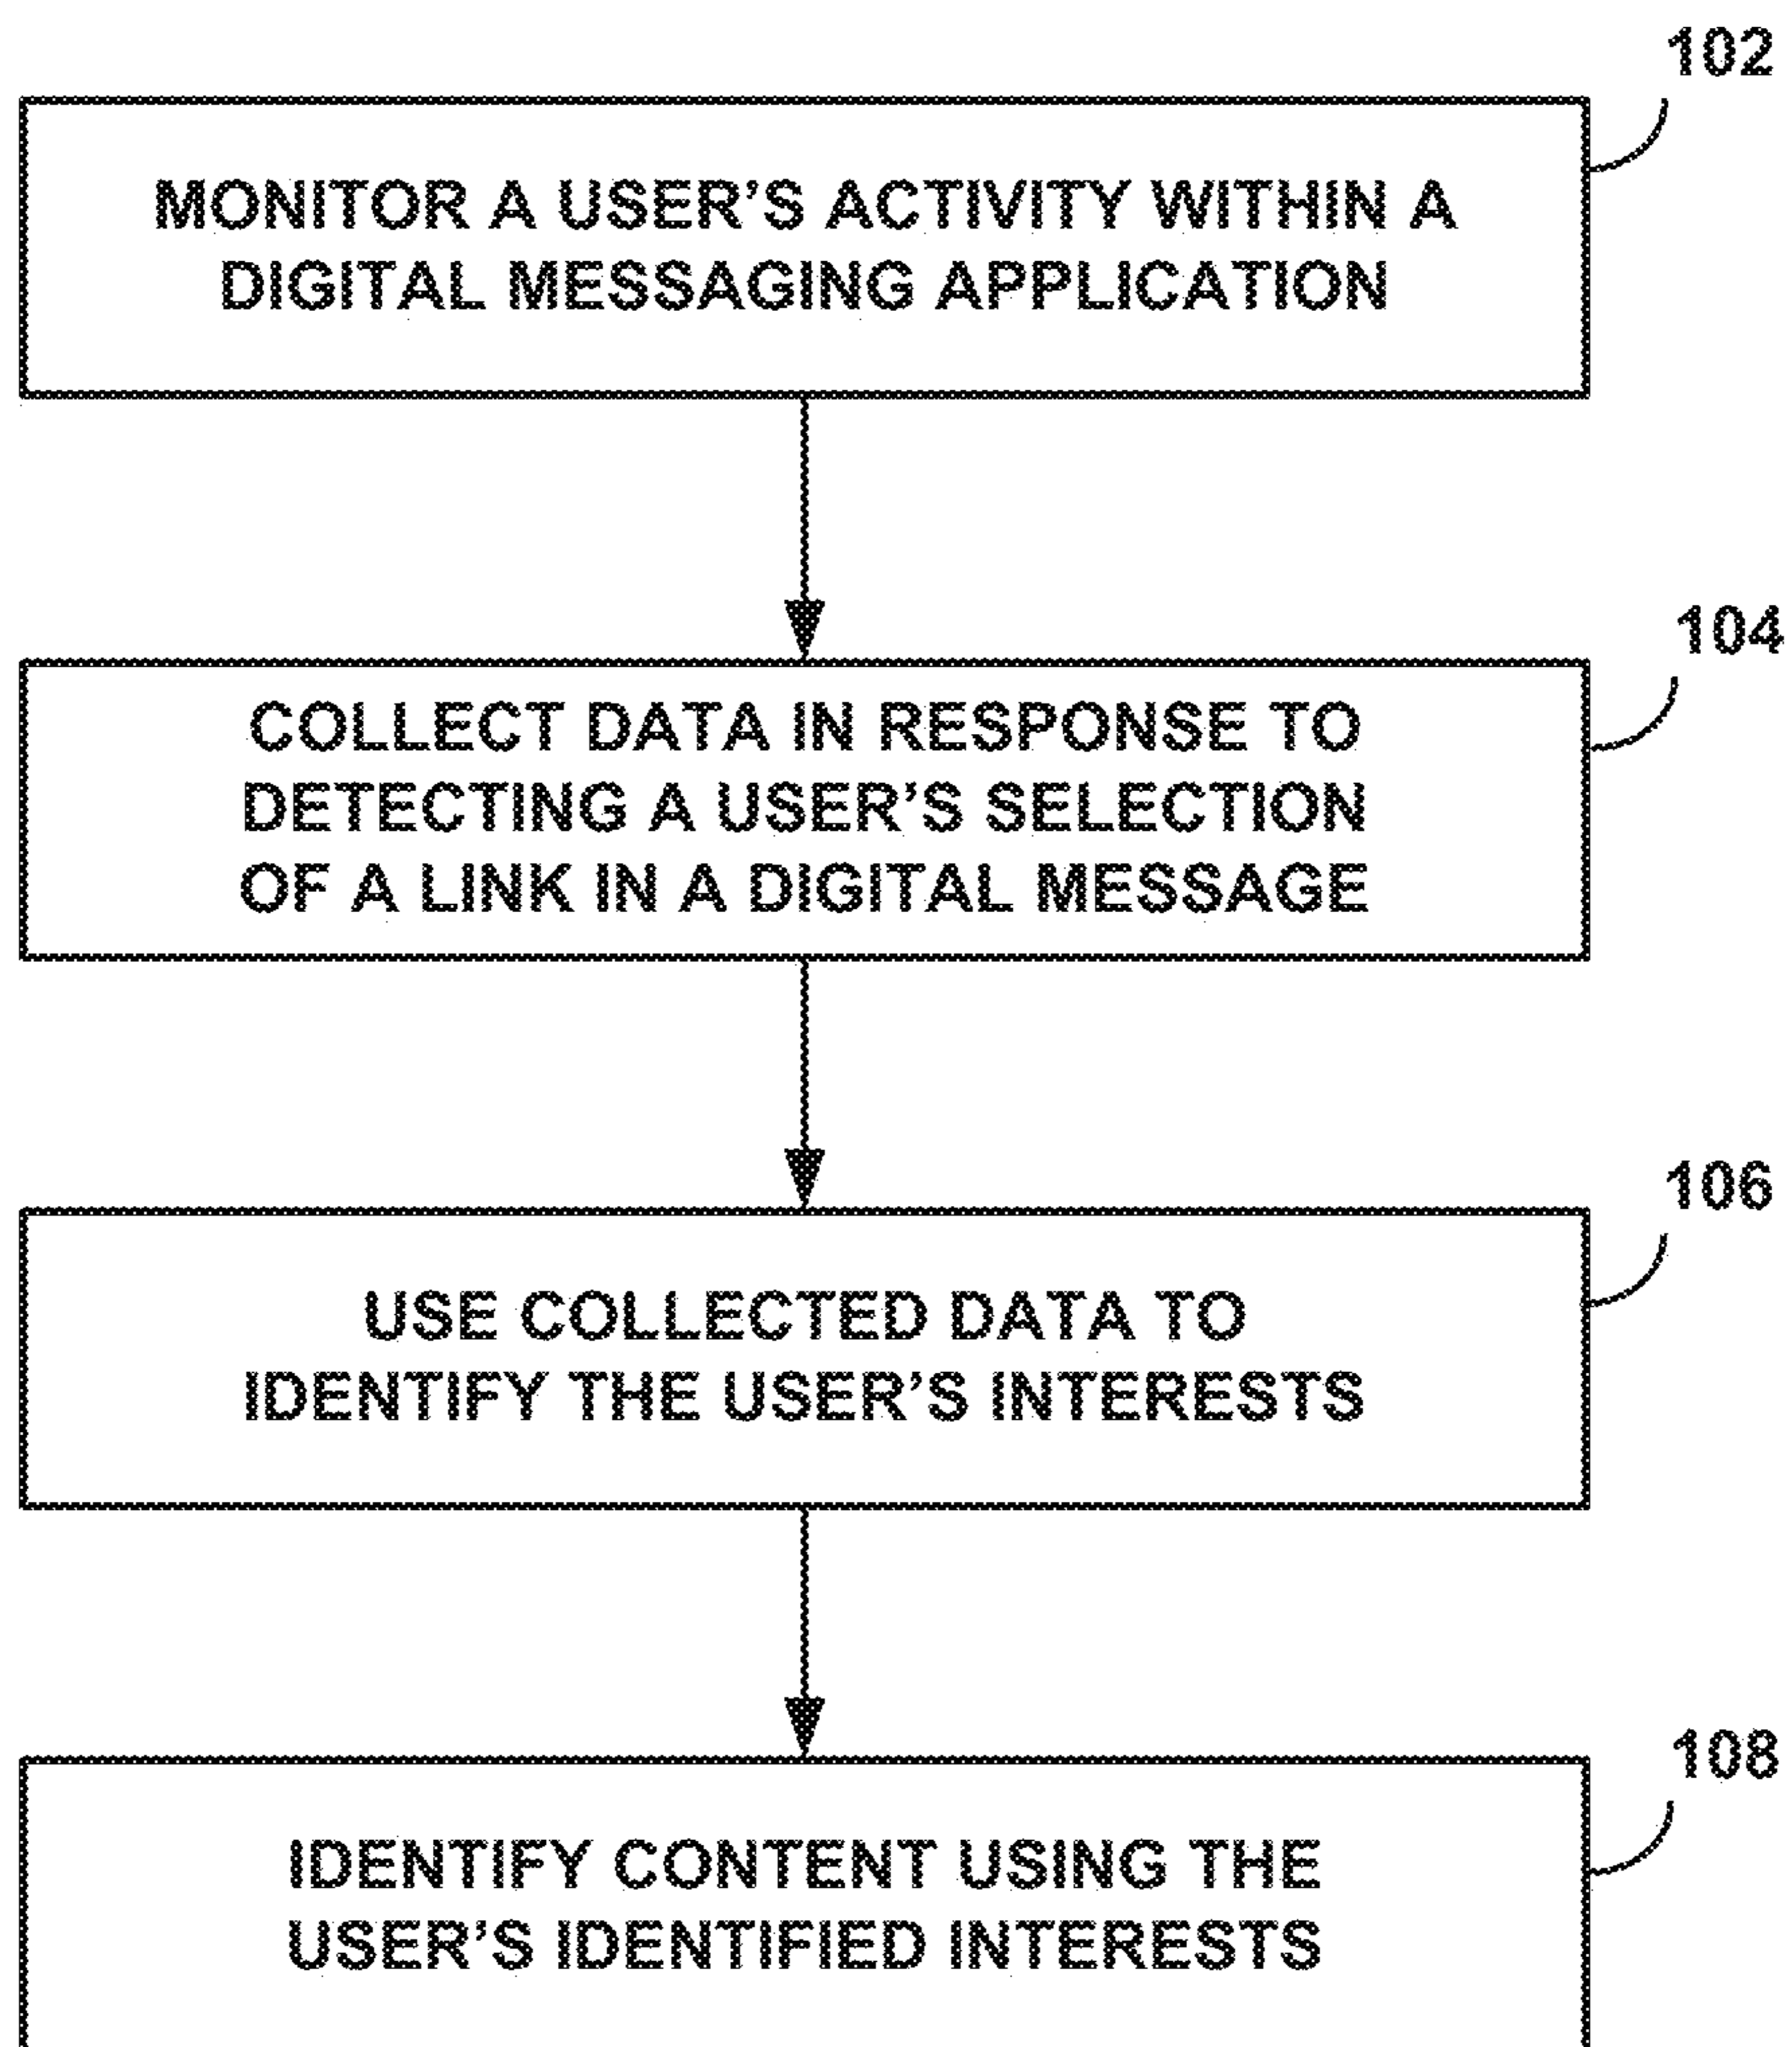 102
MONITOR A USER'S ACTIVITY WITHIN A
DIGITAL MESSAGING APPLICATION
104
COLLECT DATA IN RESPONSE TO
DETECTING A USER'S SELECTION
OF A LINK IN A DIGITAL MESSAGE
106
USE COLLECTED DATA TO
IDENTIFY THE USER'S INTERESTS
108
IDENTIFY CONTENT USING THE
USER'S IDENTIFIED INTERESTS